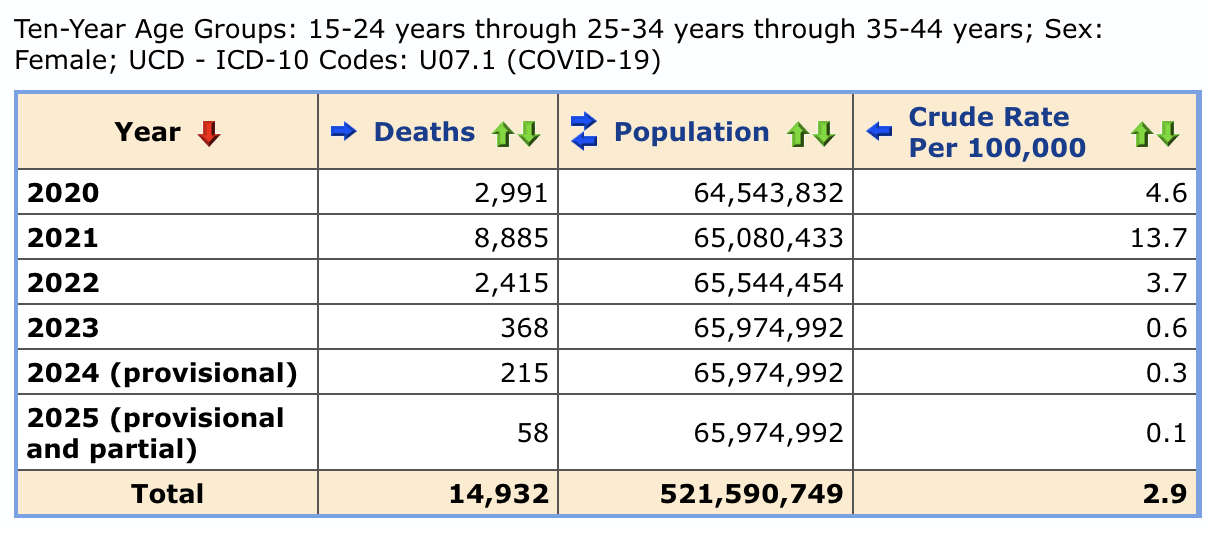 Ten-Year Age Groups: 15-24 years through 25-34 years through 35-44 years; Sex:
Female; UCD - ICD-10 Codes: U07.1 (COVID-19)
Year Deaths Population Crude Rate Per 100,000
2020 2,991 64,543,832 4.6
2021 8,885 65,080,433 13.7
2022 2,415 65,544,454 3.7
2023 368 65,974,992 0.6
2024 (provisional) 215 65,974,992 0.3
2025 (provisional and partial) 58 65,974,992 0.1
Total 14,932 521,590,749 2.9